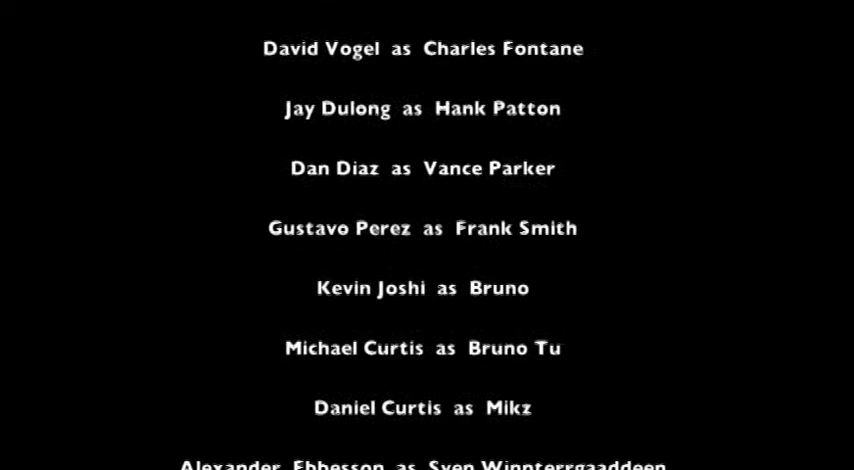 David Vogel as Charles Fontane
Jay Dulong as Hank Patton
Dan Diaz as Vance Parker
Gustavo Perez as Frank Smith
Kevin Joshi as Bruno
Michael Curtis as Bruno Tu
Daniel Curtis as Mikz
Alexander Ebbesson as Sven Winnterrgaaddeen